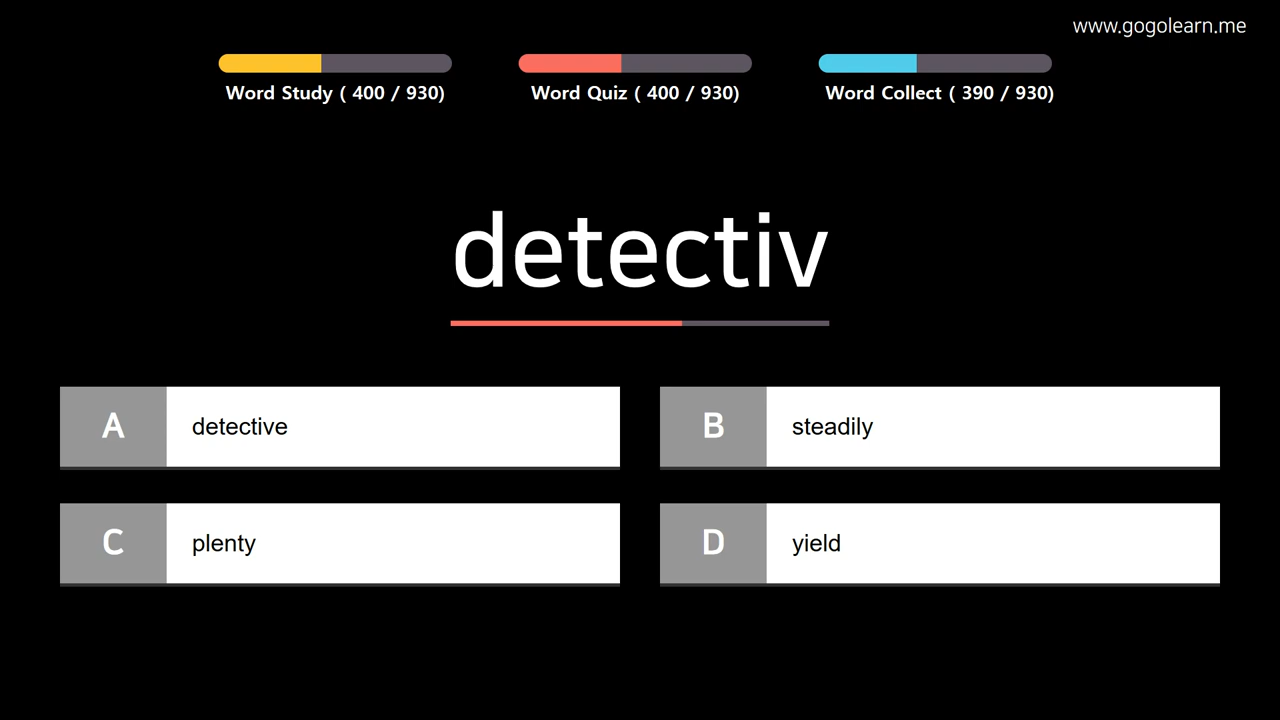 www.gogolearn.me
Word Study ( 400 / 930)
Word Quiz ( 400 / 930)
Word Collect ( 390 / 930)
detectiv
A detective
B steadily
C plenty
D yield